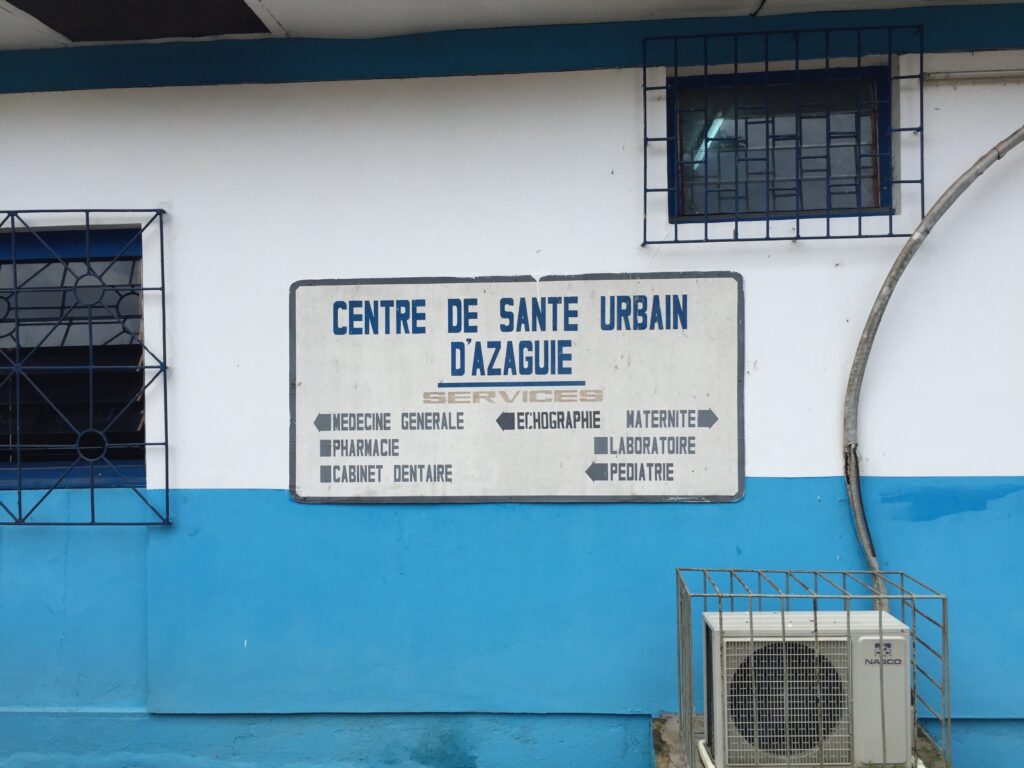 CENTRE DE SANTE URBAIN
D'AZAGUIE
SERVICES
MEDECINE GENERALE ECHOGRAPHIE MATERNITE
PHARMACIE LABORATOIRE
CABINET DENTAIRE PEDIATRIE
NASCO